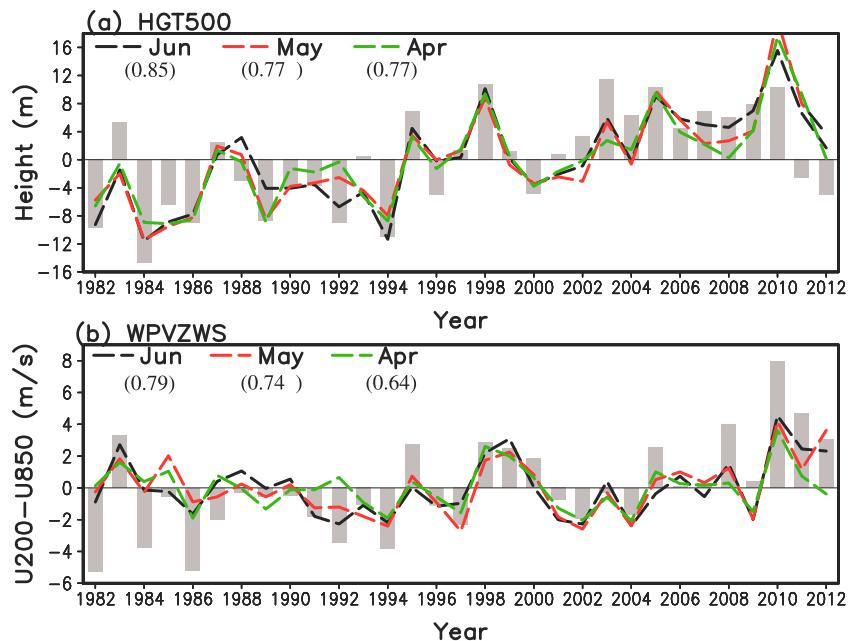 (a) HGT500
Jun May Apr
(0.85) (0.77 ) (0.77)
Height (m)
16
12
8
4
0
−4
−8
−12
−16
1982 1984 1986 1988 1990 1992 1994 1996 1998 2000 2002 2004 2006 2008 2010 2012
Year
(b) WPVZWS
Jun May Apr
(0.79) (0.74 ) (0.64)
U200−U850 (m/s)
8
6
4
2
0
−2
−4
−6
1982 1984 1986 1988 1990 1992 1994 1996 1998 2000 2002 2004 2006 2008 2010 2012
Year